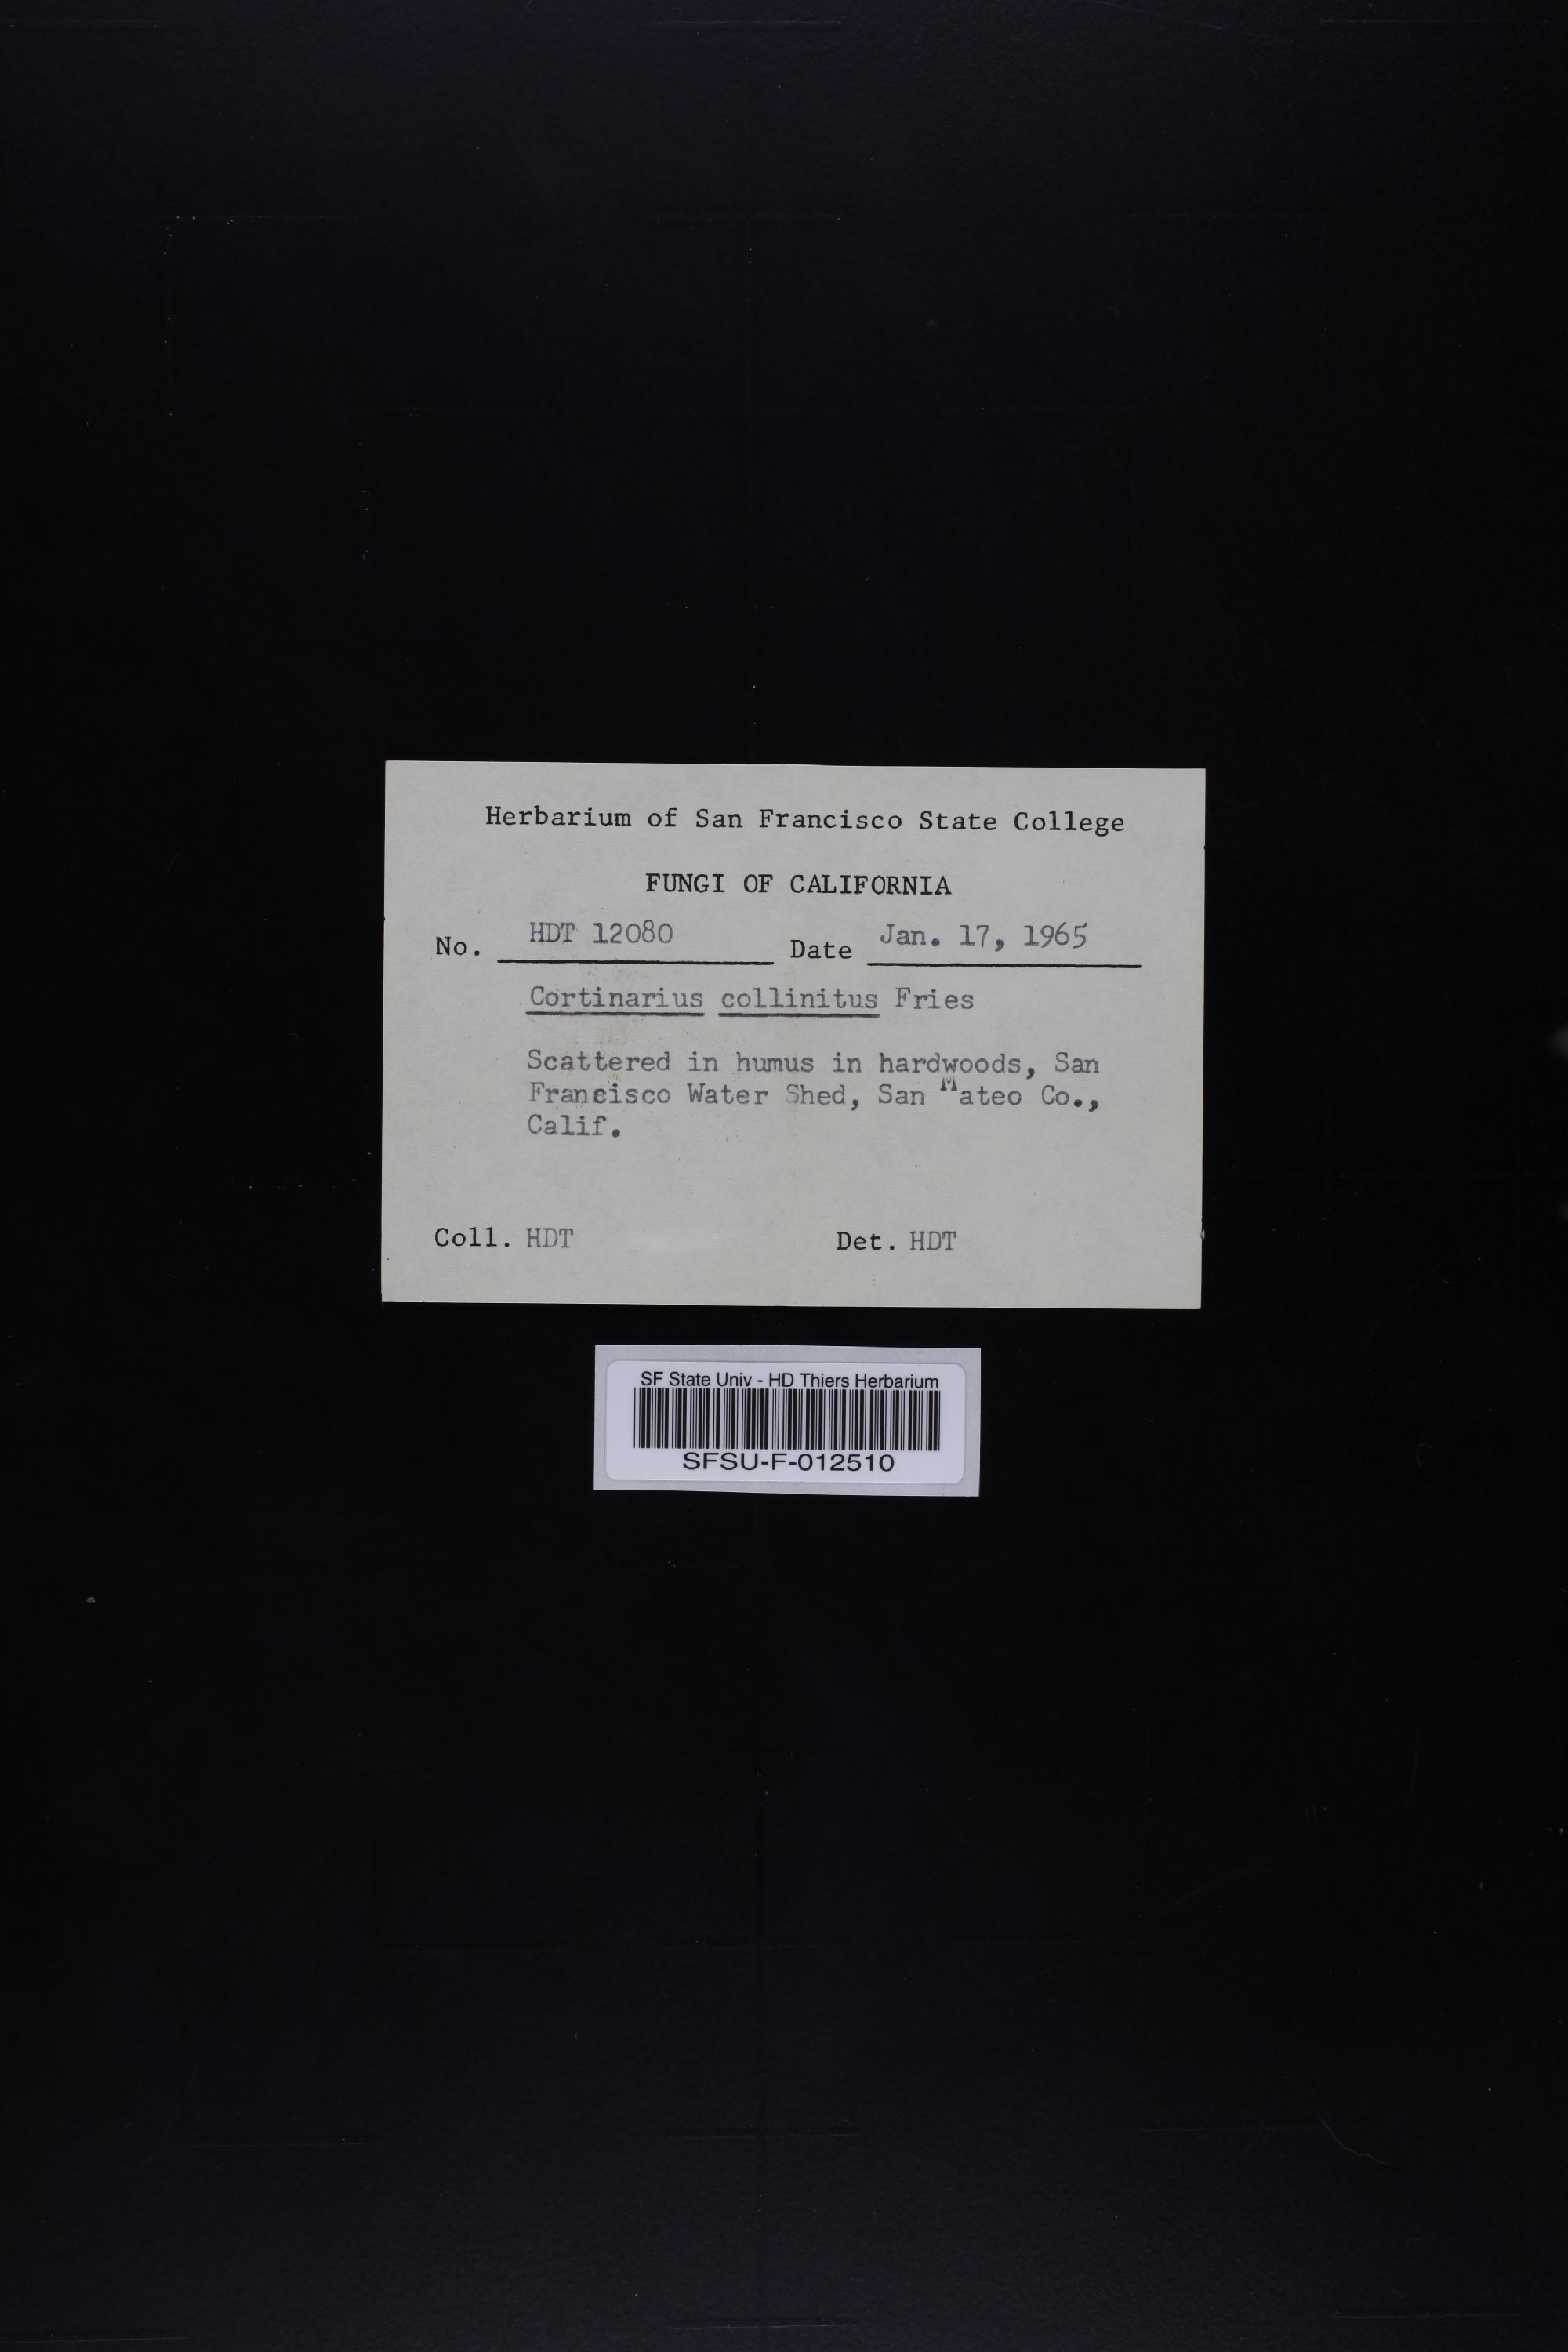 Herbarium of San Francisco State College
FUNGI OF CALIFORNIA
No. HDT 12080 Date Jan. 17, 1965
Cortinarius collinitus Fries
Scattered in humus in hardwoods, San
Francisco Water Shed, San Mateo Co.,
Calif.
Coll. HDT Det. HDT
SF State Univ - HD Thiers Herbarium
SFSU-F-012510